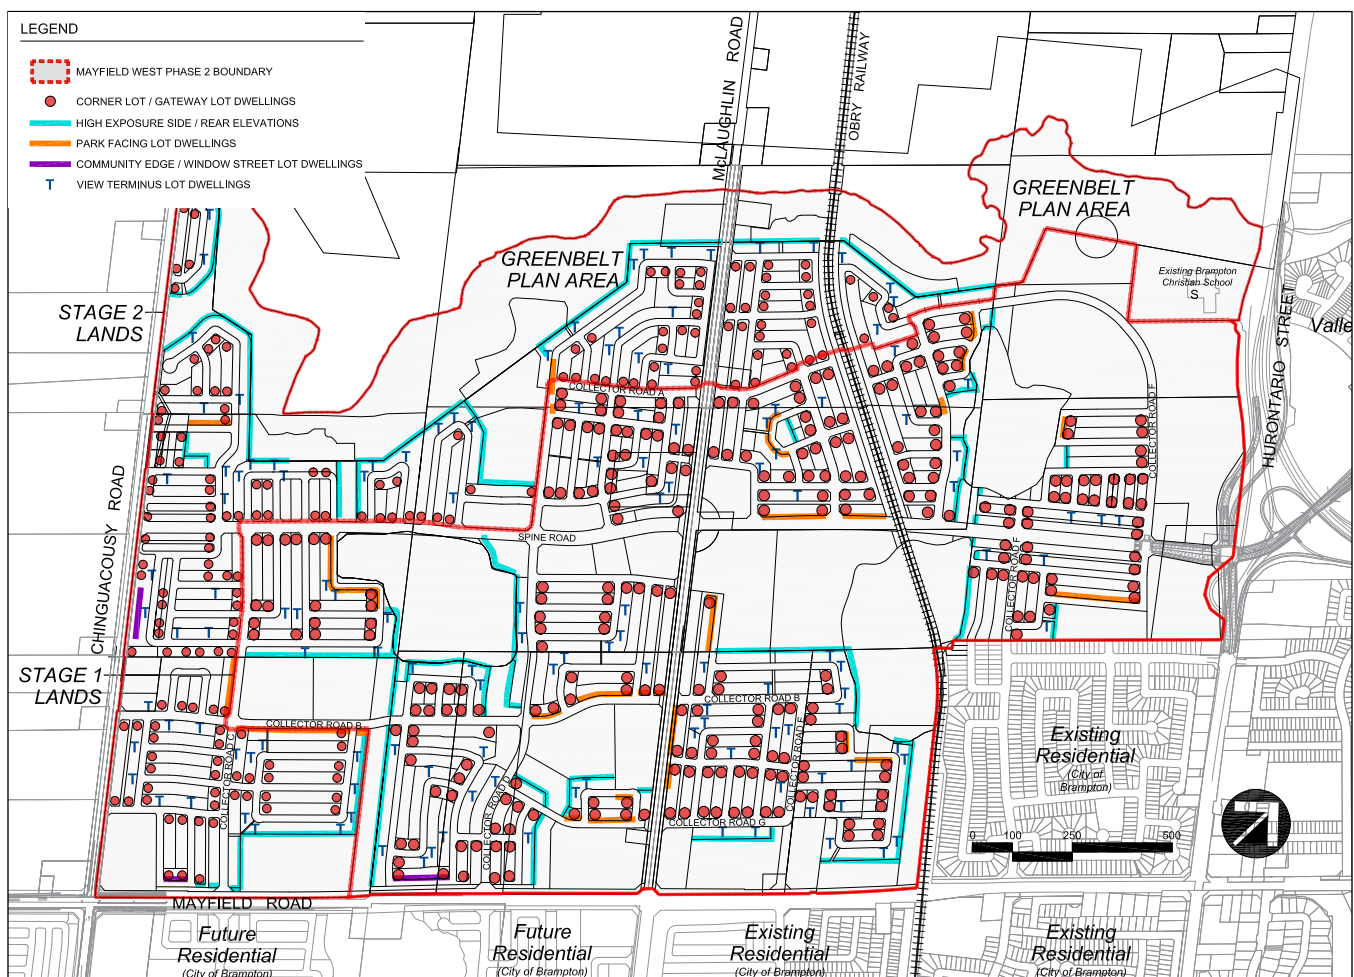 LEGEND
MAYFIELD WEST PHASE 2 BOUNDARY
CORNER LOT / GATEWAY LOT DWELLINGS
HIGH EXPOSURE SIDE / REAR ELEVATIONS
PARK FACING LOT DWELLINGS
COMMUNITY EDGE / WINDOW STREET LOT DWELLINGS
T VIEW TERMINUS LOT DWELLINGS
McLAUGHLIN ROAD
OBRY RAILWAY
GREENBELT
PLAN AREA
GREENBELT
PLAN AREA
Existing Brampton
Christian School
S
HURONTARIO STREET
Valle
STAGE 2
LANDS
CHINGUACOUSY ROAD
STAGE 1
LANDS
COLLECTOR ROAD A
COLLECTOR ROAD F
SPINE ROAD
COLLECTOR ROAD F
COLLECTOR ROAD B
COLLECTOR ROAD B
COLLECTOR ROAD C
COLLECTOR ROAD D
COLLECTOR ROAD E
COLLECTOR ROAD G
Existing
Residential
(City of
Brampton)
0 100 250 500
MAYFIELD ROAD
Future
Residential
(City of Brampton)
Future
Residential
(City of Brampton)
Existing
Residential
(City of Brampton)
Existing
Residential
(City of Brampton)